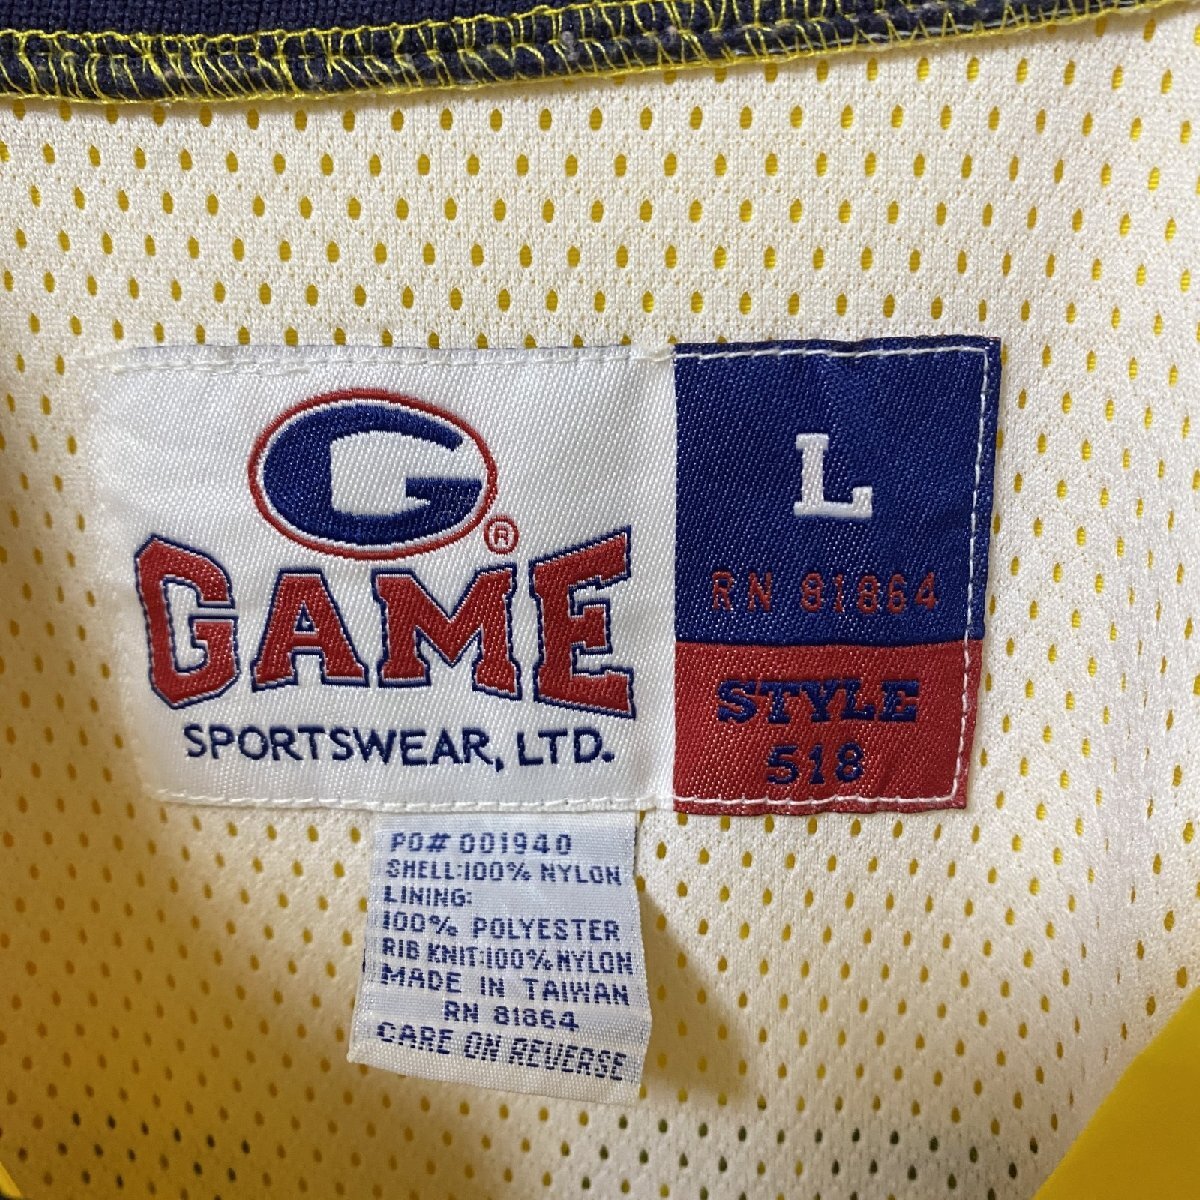 G ®
GAME
SPORTSWEAR, LTD.
L
RN 81864
STYLE
518
PO# 001940
SHELL:100% NYLON
LINING:
100% POLYESTER
RIB KNIT:100% NYLON
MADE IN TAIWAN
RN 81864
CARE ON REVERSE